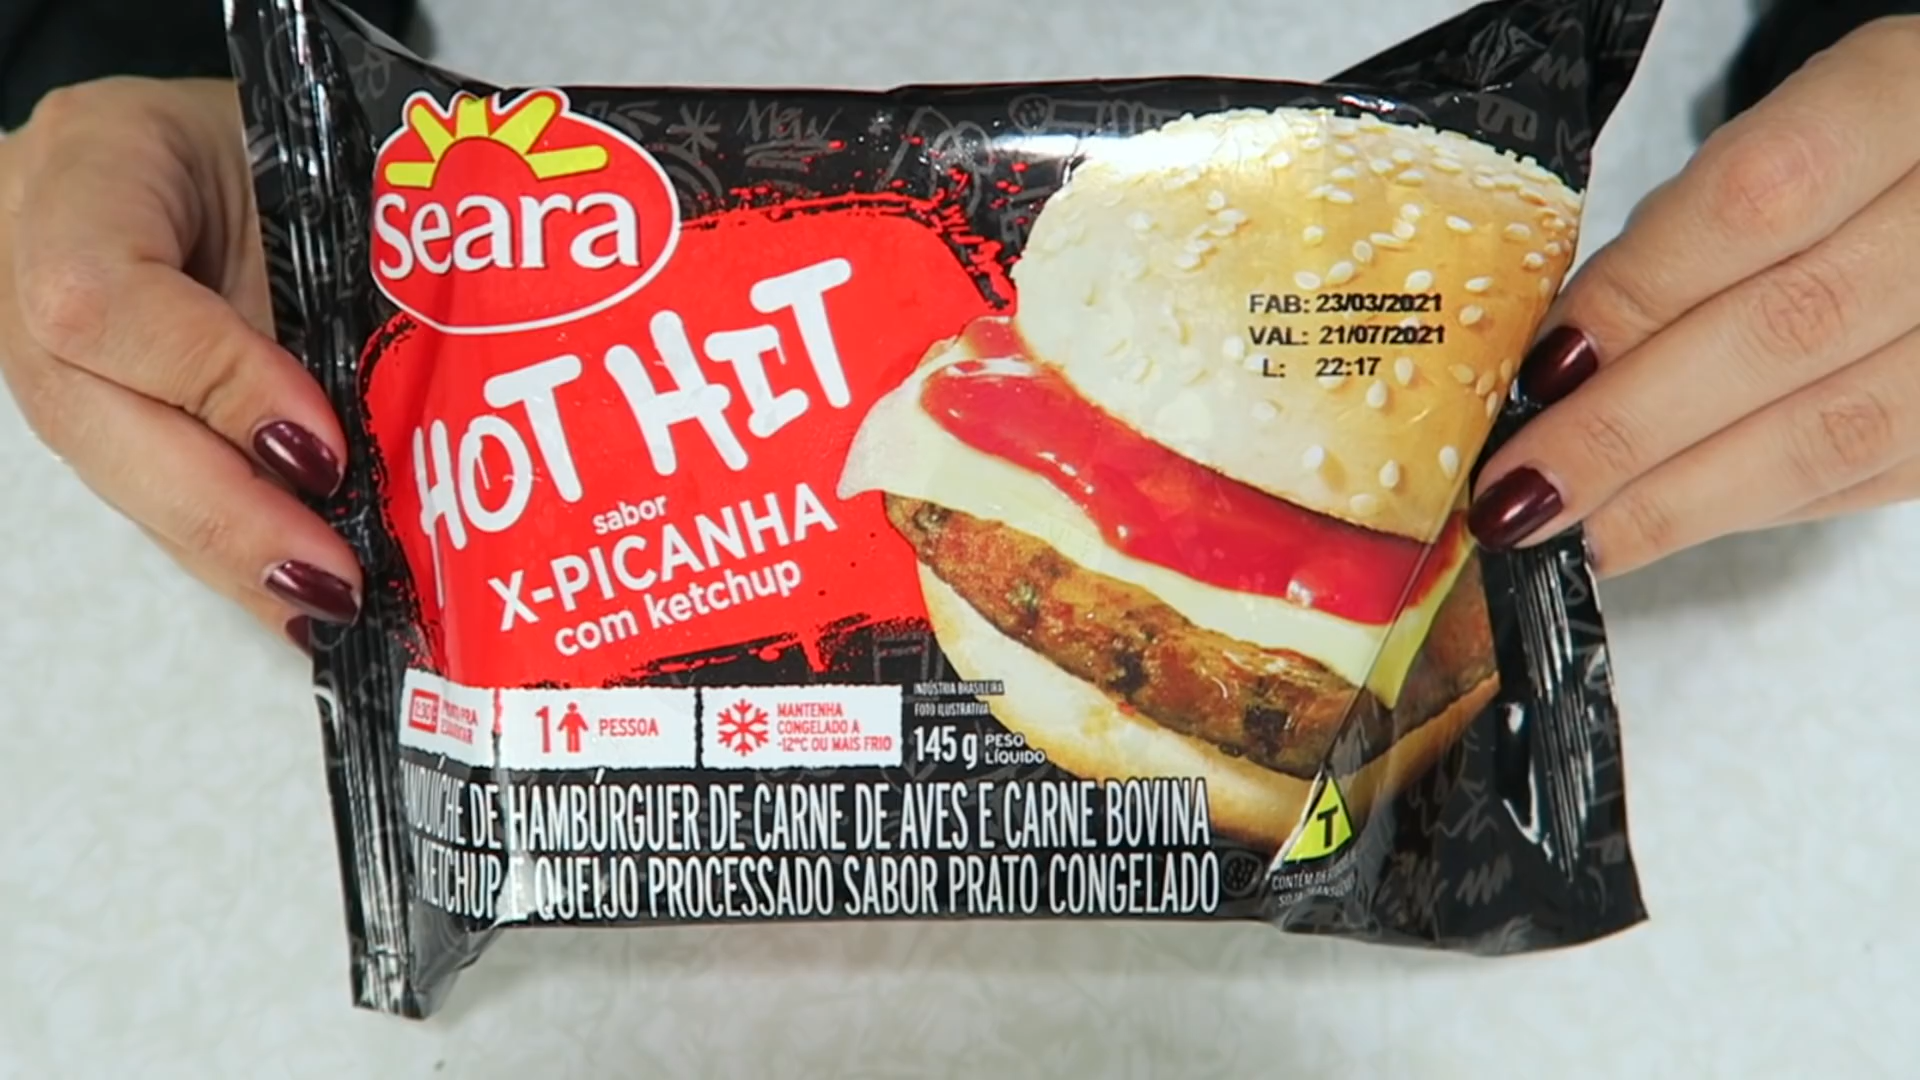 seara
HOT HIT
sabor
X-PICANHA
com ketchup
FAB: 23/03/2021
VAL: 21/07/2021
L: 22:17
1 PESSOA
MANTENHA
CONGELADO A
-12°C OU MAIS FRIO
INDÚSTRIA BRASILEIRA
FOTO ILUSTRATIVA
145 g PESO
LÍQUIDO
DE HAMBÚRGUER DE CARNE DE AVES E CARNE BOVINA
KETCHUP E QUEIJO PROCESSADO SABOR PRATO CONGELADO
T
CONTÉM